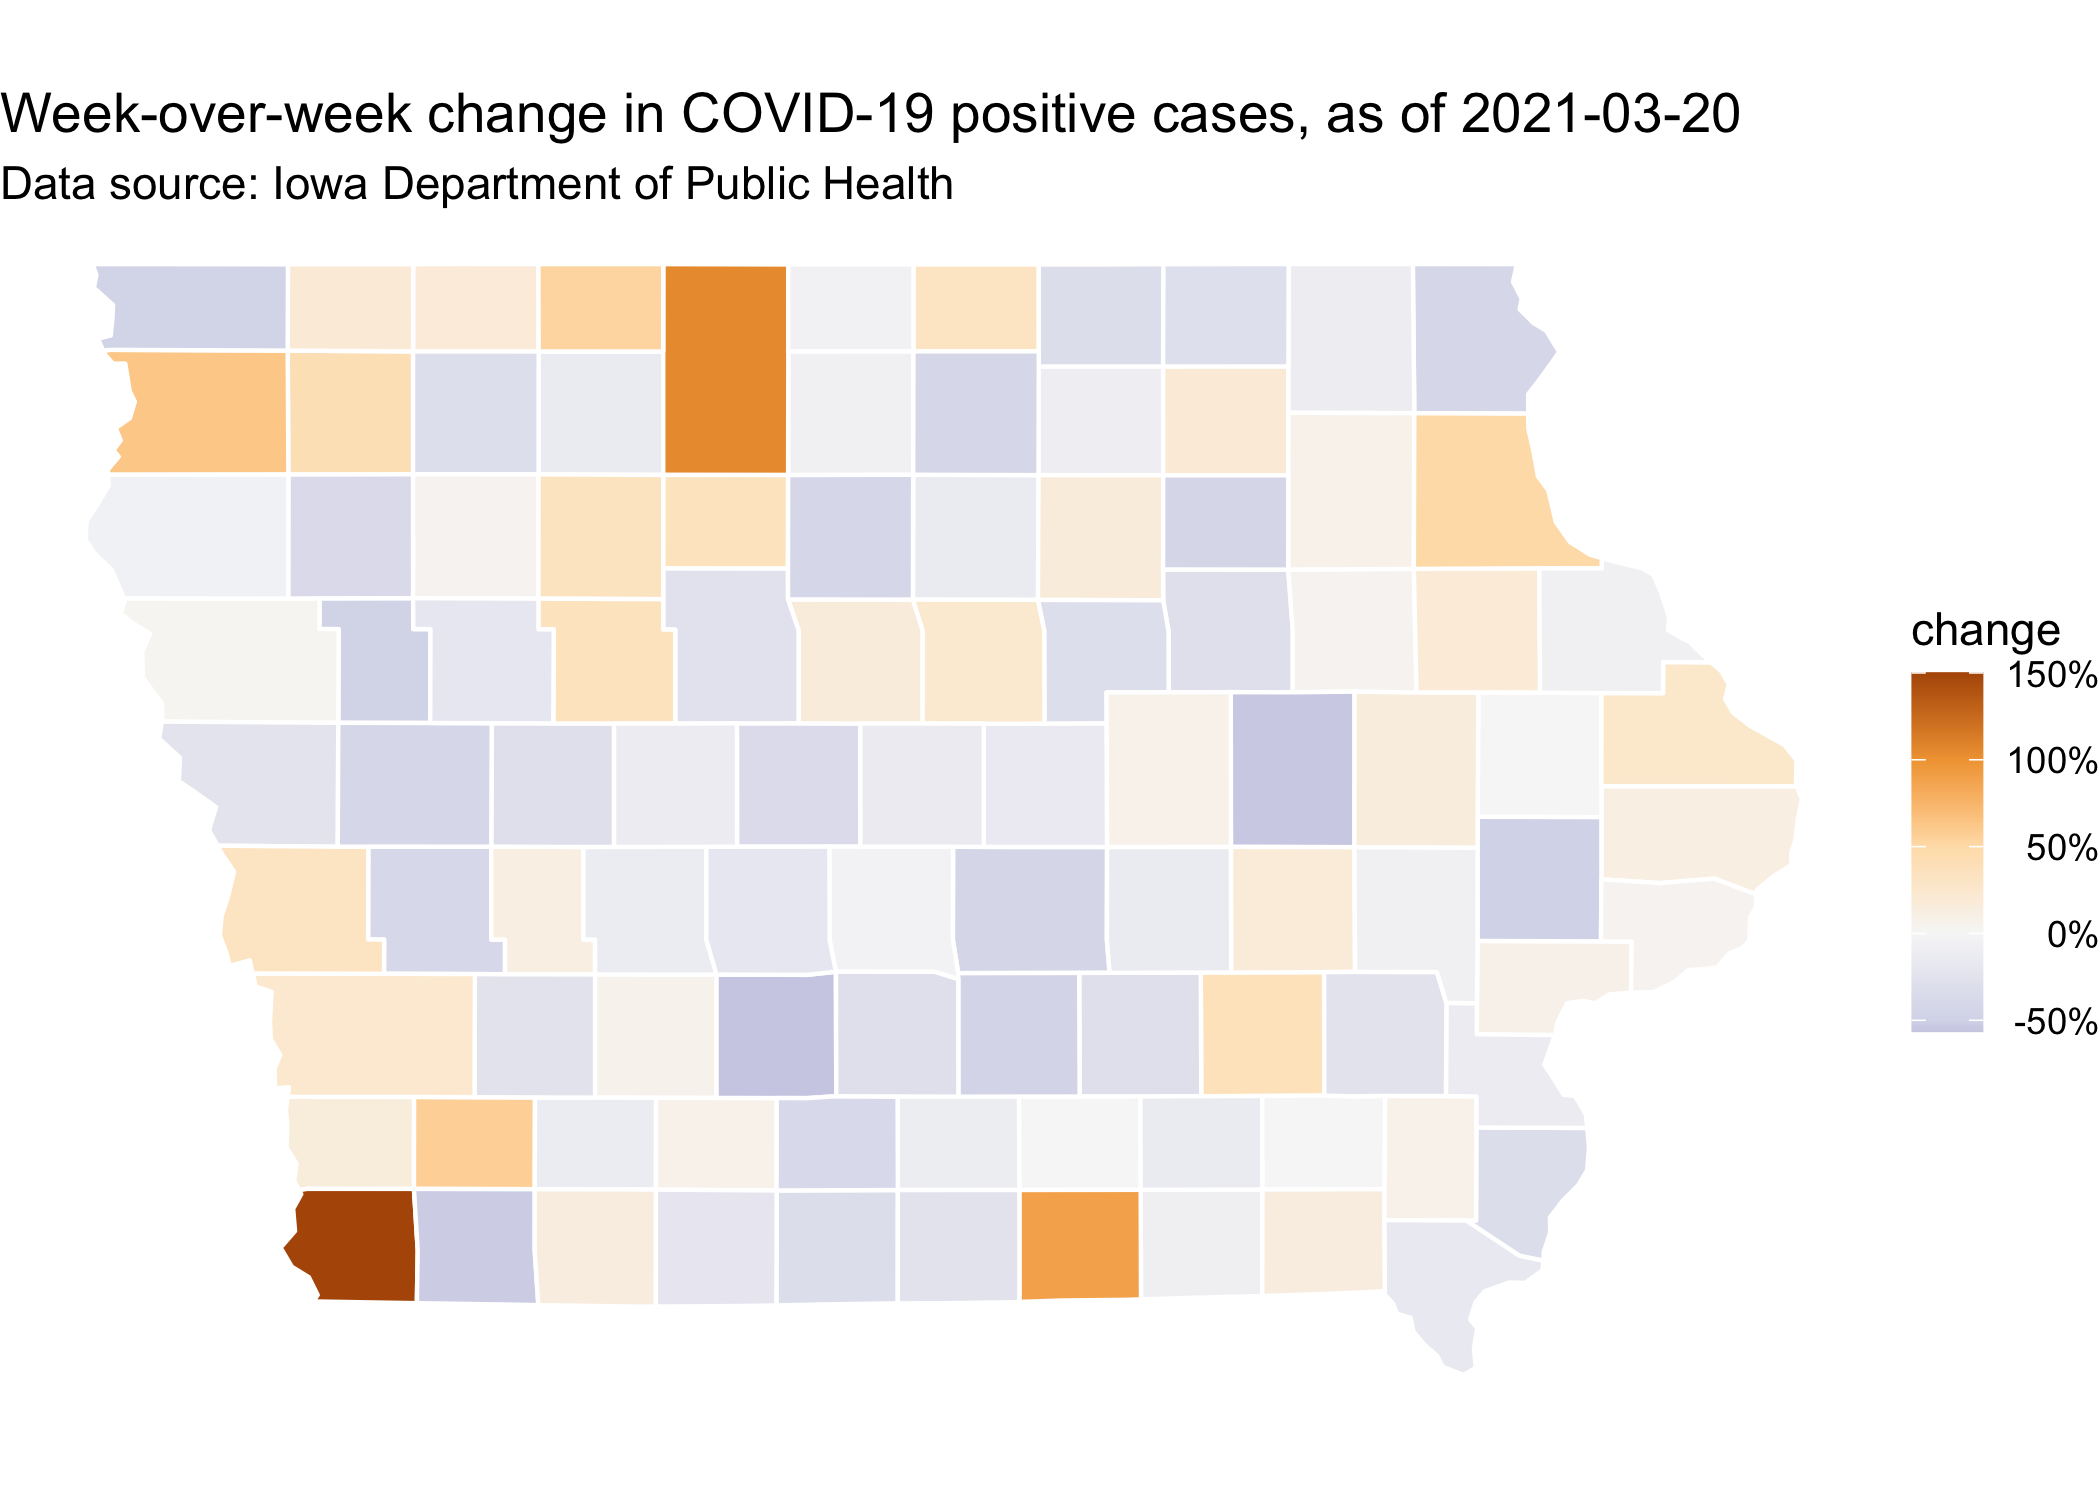 Week-over-week change in COVID-19 positive cases, as of 2021-03-20
Data source: Iowa Department of Public Health
change
150%
100%
50%
0%
-50%